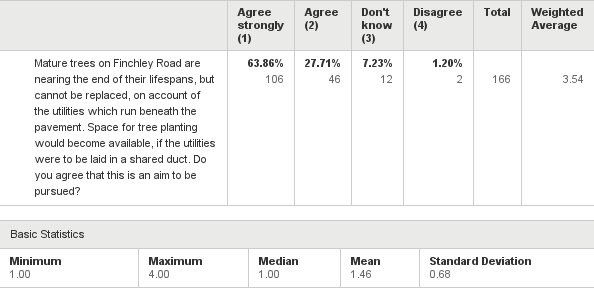 Agree strongly (1) Agree (2) Don't know (3) Disagree (4) Total Weighted Average
Mature trees on Finchley Road are 63.86% 27.71% 7.23% 1.20%
nearing the end of their lifespans, but 106 46 12 2 166 3.54
cannot be replaced, on account of
the utilities which run beneath the
pavement. Space for tree planting
would become available, if the utilities
were to be laid in a shared duct. Do
you agree that this is an aim to be
pursued?
Basic Statistics
Minimum Maximum Median Mean Standard Deviation
1.00 4.00 1.00 1.46 0.68